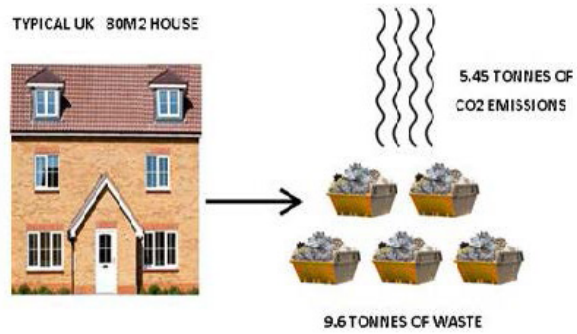 TYPICAL UK 80M2 HOUSE
5.45 TONNES OF
CO2 EMISSIONS
9.6 TONNES OF WASTE